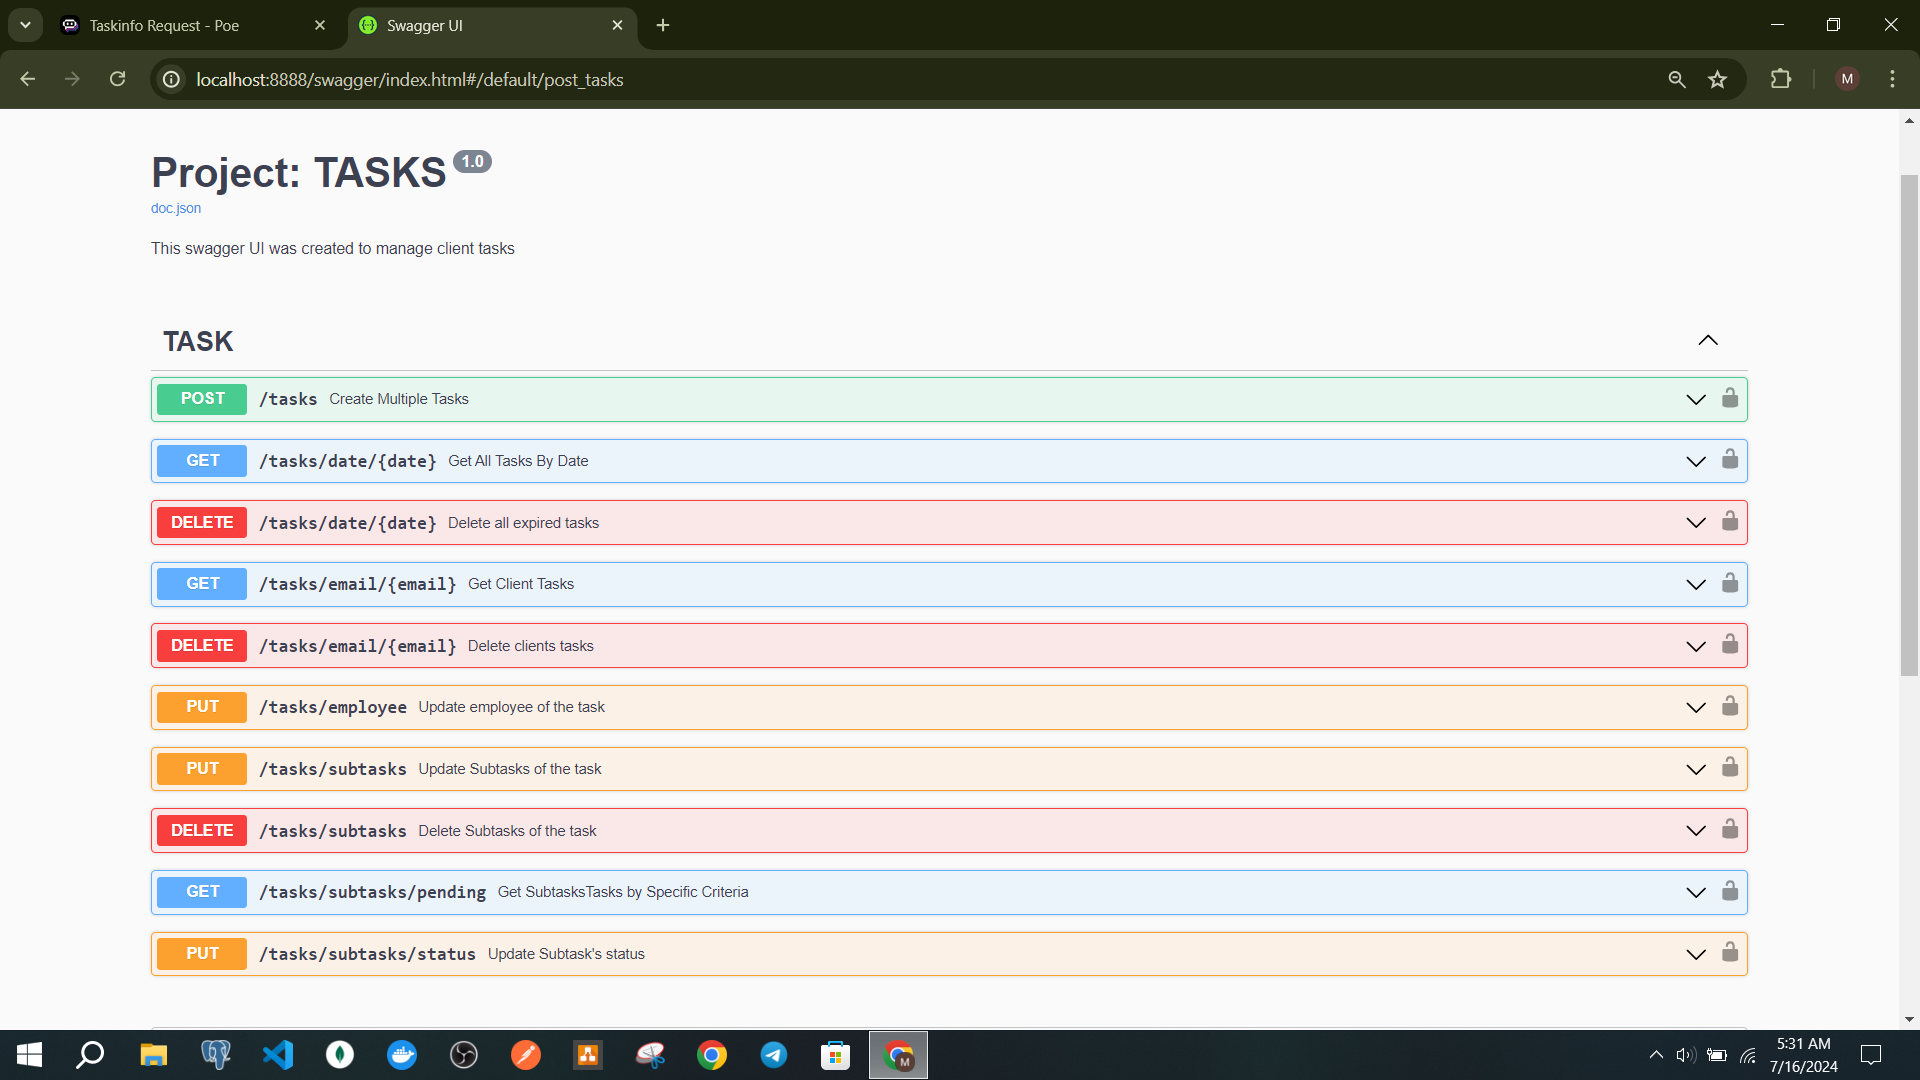 Taskinfo Request - Poe
Swagger UI
localhost:8888/swagger/index.html#/default/post_tasks
M
Project: TASKS 1.0
doc.json
This swagger UI was created to manage client tasks
TASK
POST /tasks Create Multiple Tasks
GET /tasks/date/{date} Get All Tasks By Date
DELETE /tasks/date/{date} Delete all expired tasks
GET /tasks/email/{email} Get Client Tasks
DELETE /tasks/email/{email} Delete clients tasks
PUT /tasks/employee Update employee of the task
PUT /tasks/subtasks Update Subtasks of the task
DELETE /tasks/subtasks Delete Subtasks of the task
GET /tasks/subtasks/pending Get SubtasksTasks by Specific Criteria
PUT /tasks/subtasks/status Update Subtask's status
M
5:31 AM
7/16/2024